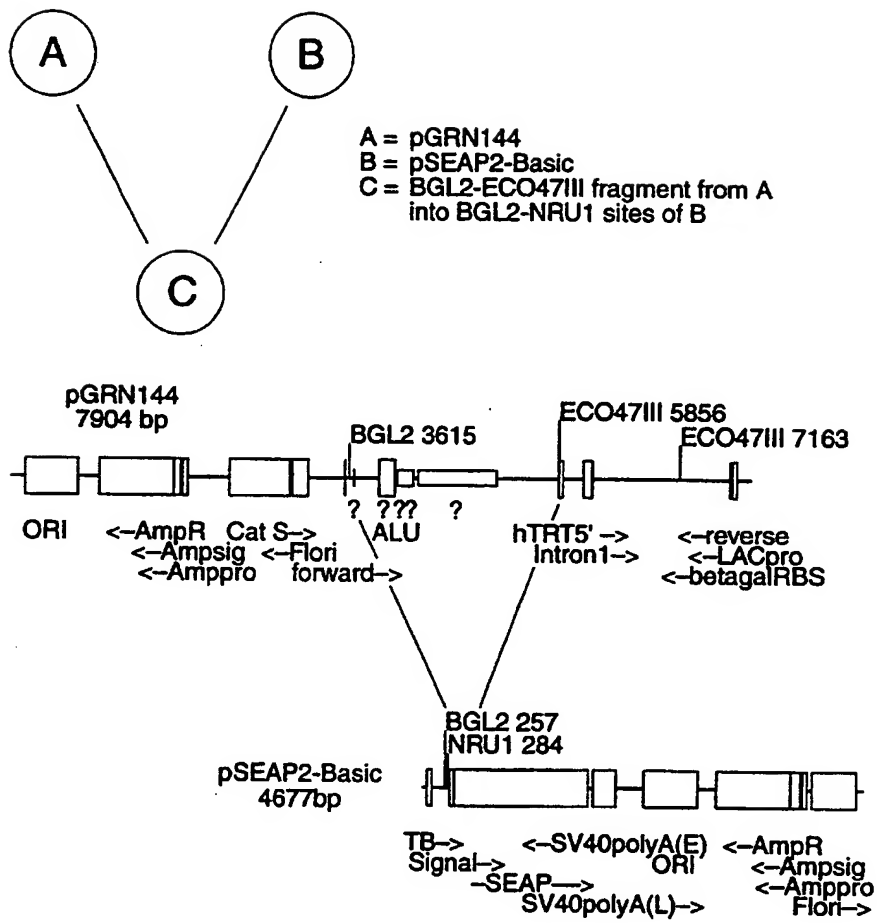 A
B
A = pGRN144
B = pSEAP2-Basic
C = BGL2-ECO47III fragment from A
into BGL2-NRU1 sites of B
C
pGRN144
7904 bp
BGL2 3615
ECO47III 5856
ECO47III 7163
? ? ?? ?
ORI <–AmpR Cat S–> ALU hTRT5' –> <–reverse
<–Ampsig <–Flori Intron1–> <–LACpro
<–Amppro forward–> <–betagalRBS
BGL2 257
NRU1 284
pSEAP2-Basic
4677bp
TB–> <–SV40polyA(E) <–AmpR
Signal–> ORI <–Ampsig
–SEAP—> <–Amppro
SV40polyA(L)–> Flori–>